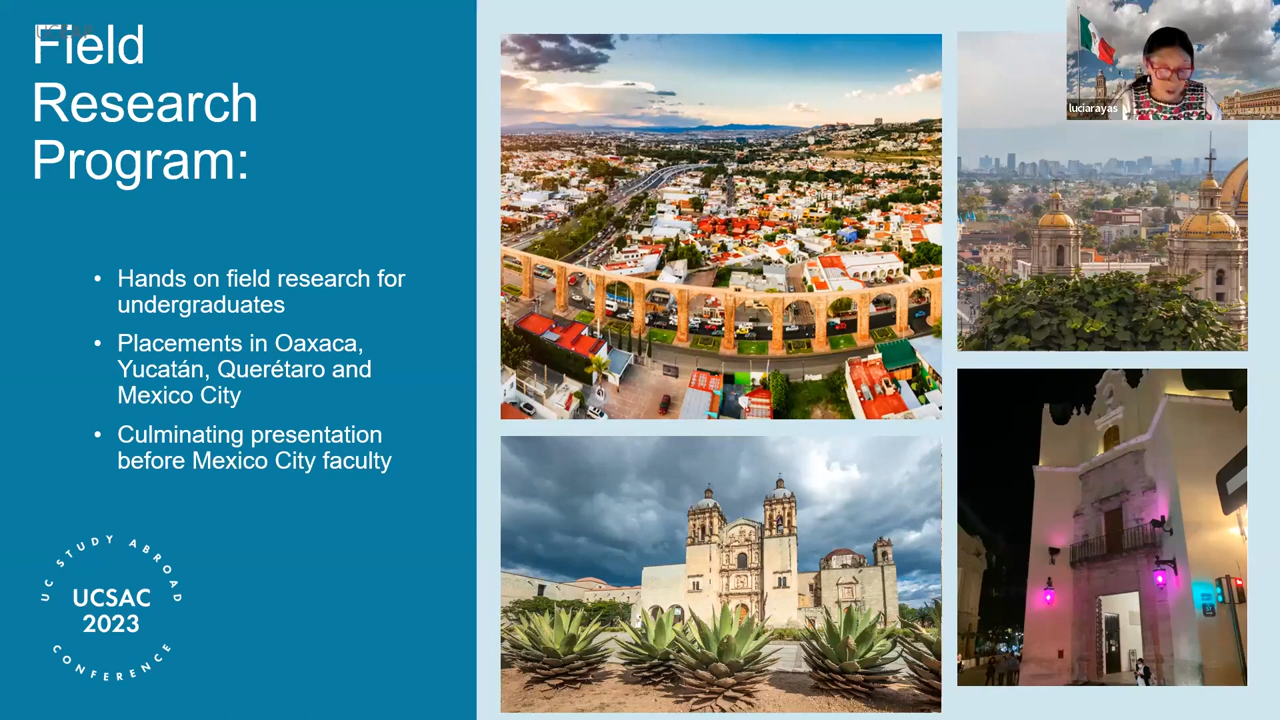 Field
Research
Program:
• Hands on field research for
undergraduates
• Placements in Oaxaca,
Yucatán, Querétaro and
Mexico City
• Culminating presentation
before Mexico City faculty
UC STUDY ABROAD
UCSAC
2023
CONFERENCE
luciarayas